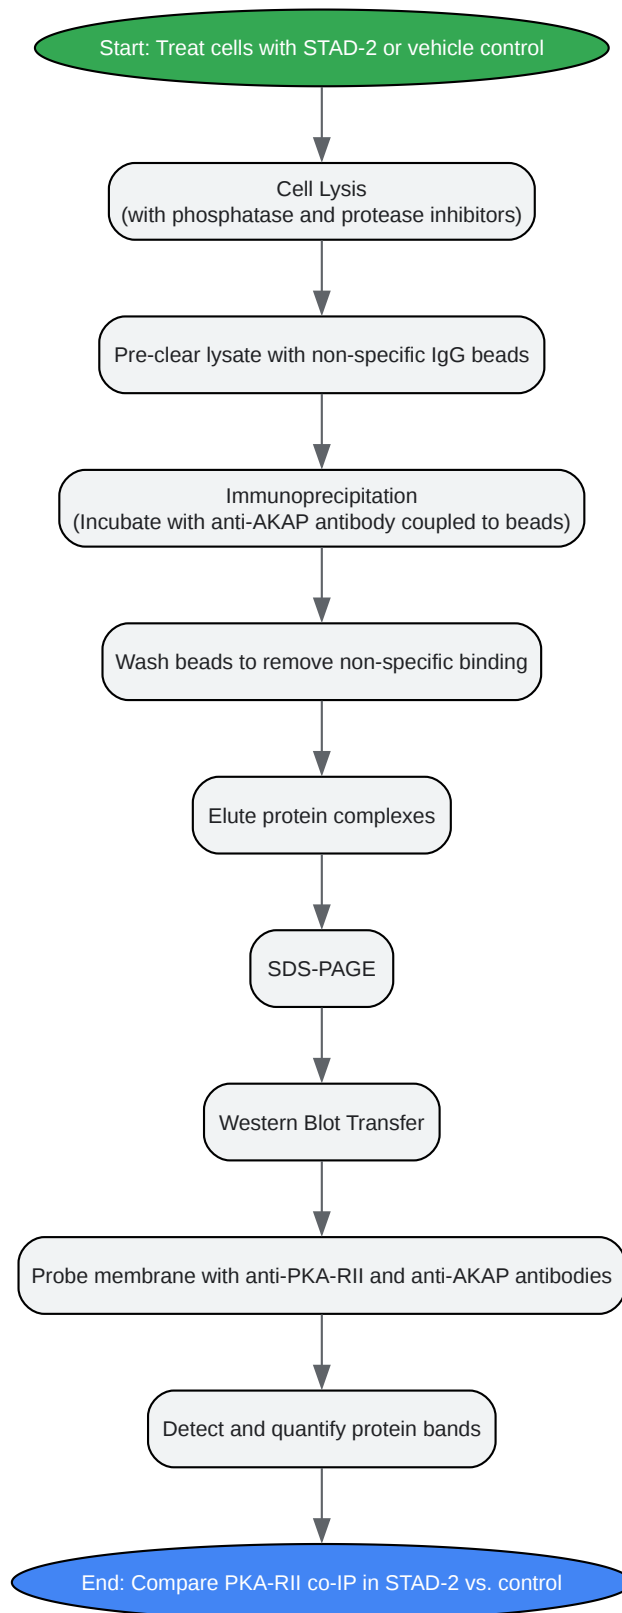 Start: Treat cells with STAD-2 or vehicle control
Cell Lysis
(with phosphatase and protease inhibitors)
Pre-clear lysate with non-specific IgG beads
Immunoprecipitation
(Incubate with anti-AKAP antibody coupled to beads)
Wash beads to remove non-specific binding
Elute protein complexes
SDS-PAGE
Western Blot Transfer
Probe membrane with anti-PKA-RII and anti-AKAP antibodies
Detect and quantify protein bands
End: Compare PKA-RII co-IP in STAD-2 vs. control